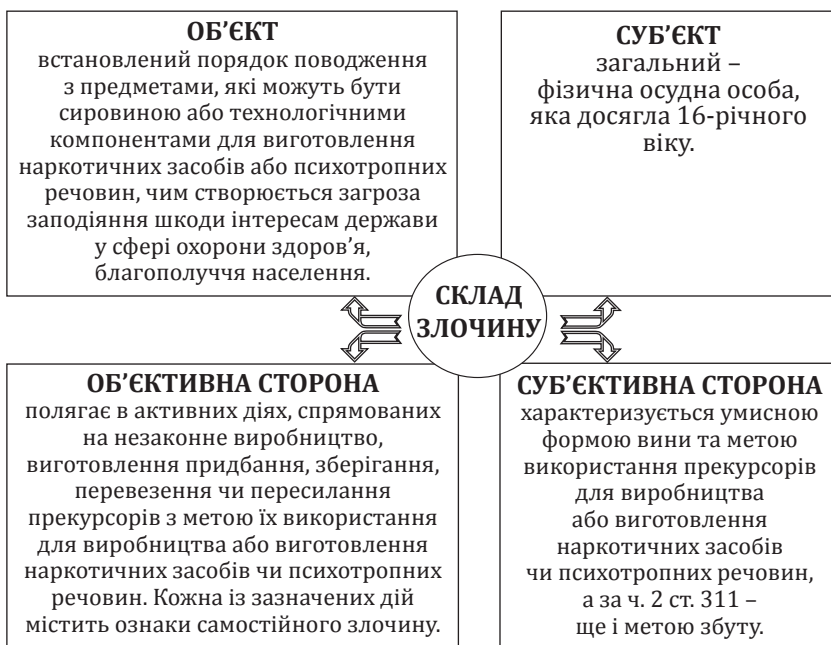 ОБ’ЄКТ
встановлений порядок поводження
з предметами, які можуть бути
сировиною або технологічними
компонентами для виготовлення
наркотичних засобів або психотропних
речовин, чим створюється загроза
заподіяння шкоди інтересам держави
у сфері охорони здоров’я,
благополуччя населення.
СУБ’ЄКТ
загальний –
фізична осудна особа,
яка досягла 16-річного
віку.
СКЛАД
ЗЛОЧИНУ
ОБ’ЄКТИВНА СТОРОНА
полягає в активних діях, спрямованих
на незаконне виробництво,
виготовлення придбання, зберігання,
перевезення чи пересилання
прекурсорів з метою їх використання
для виробництва або виготовлення
наркотичних засобів чи психотропних
речовин. Кожна із зазначених дій
містить ознаки самостійного злочину.
СУБ’ЄКТИВНА СТОРОНА
характеризується умисною
формою вини та метою
використання прекурсорів
для виробництва
або виготовлення
наркотичних засобів
чи психотропних речовин,
а за ч. 2 ст. 311 –
ще і метою збуту.